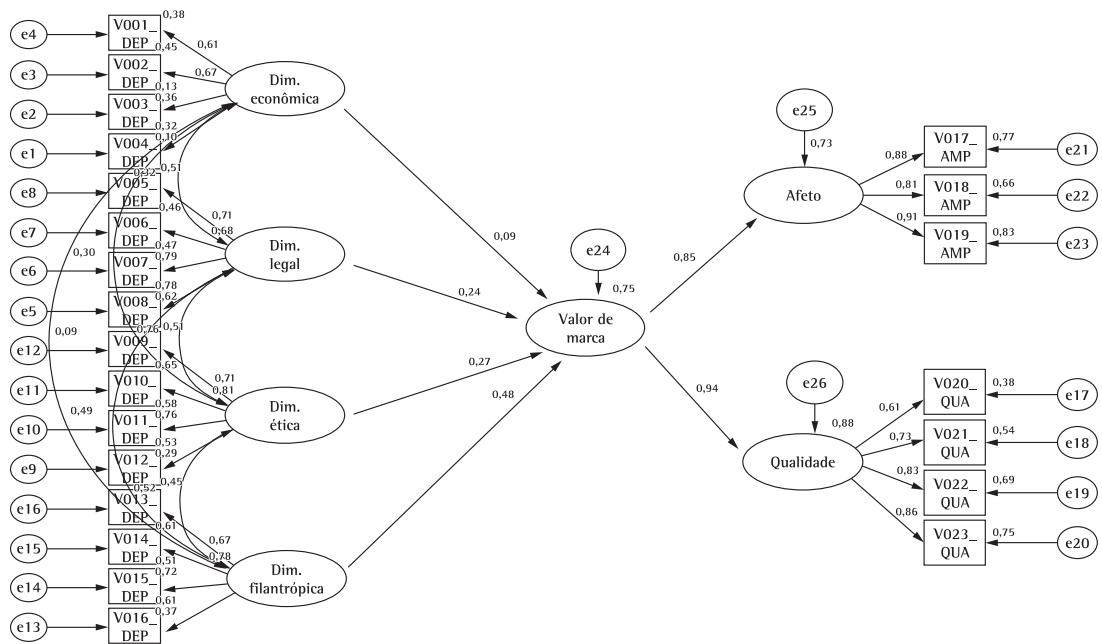 0,38
e4
V001_
DEP
0,45
0,61
e3
V002_
DEP
0,13
0,67
Dim.
econômica
e2
V003_
DEP
0,32
0,36
e1
V004_
DEP
0,10
e8
V005_
DEP
0,46
0,51
0,71
e7
V006_
DEP
0,47
0,68
Dim.
legal
e6
V007_
DEP
0,78
0,79
0,30
e5
V008_
DEP
0,62
0,09
e12
V009_
DEP
0,76
0,51
e11
V010_
DEP
0,65
0,71
0,58
0,81
Dim.
ética
0,49
e10
V011_
DEP
0,76
0,53
e9
V012_
DEP
0,29
0,45
e16
V013_
DEP
0,52
0,61
0,67
e15
V014_
DEP
0,51
0,78
Dim.
filantrópica
e14
V015_
DEP
0,72
0,61
e13
V016_
DEP
0,37
0,09
0,24
0,27
0,48
e24
0,75
Valor de
marca
0,85
0,94
e25
0,73
Afeto
0,88
0,81
0,91
V017_
AMP
0,77
e21
V018_
AMP
0,66
e22
V019_
AMP
0,83
e23
e26
0,88
Qualidade
0,61
0,73
0,83
0,86
V020_
QUA
0,38
e17
V021_
QUA
0,54
e18
V022_
QUA
0,69
e19
V023_
QUA
0,75
e20